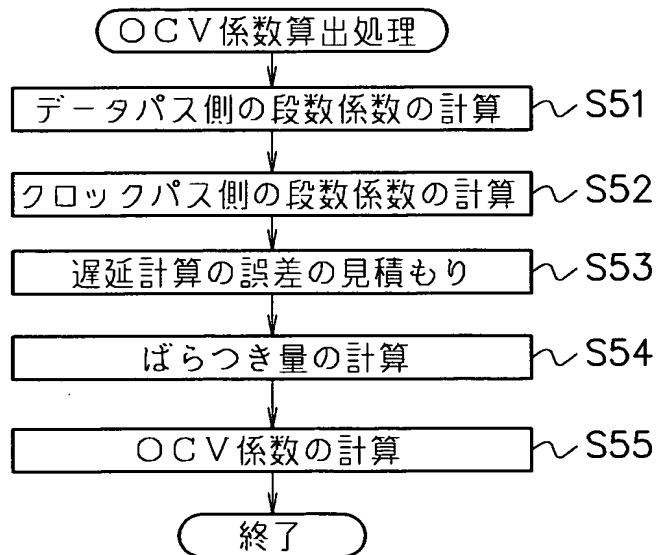 OCV係数算出処理
データパス側の段数係数の計算 S51
クロックパス側の段数係数の計算 S52
遅延計算の誤差の見積もり S53
ばらつき量の計算 S54
OCV係数の計算 S55
終了